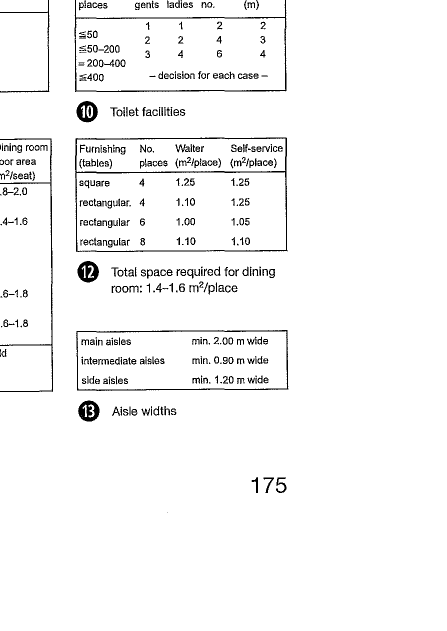 places gents ladies no. (m)
≦50 1 1 2 2
≦50–200 2 2 4 3
= 200–400 3 4 6 4
≦400 – decision for each case –
10 Toilet facilities
dining room
oor area
m²/seat)
.8–2.0
.4–1.6
.6–1.8
.6–1.8
Furnishing No. Waiter Self-service
(tables) places (m²/place) (m²/place)
square 4 1.25 1.25
rectangular. 4 1.10 1.25
rectangular 6 1.00 1.05
rectangular 8 1.10 1.10
12 Total space required for dining
room: 1.4–1.6 m²/place
main aisles min. 2.00 m wide
intermediate aisles min. 0.90 m wide
side aisles min. 1.20 m wide
13 Aisle widths
175